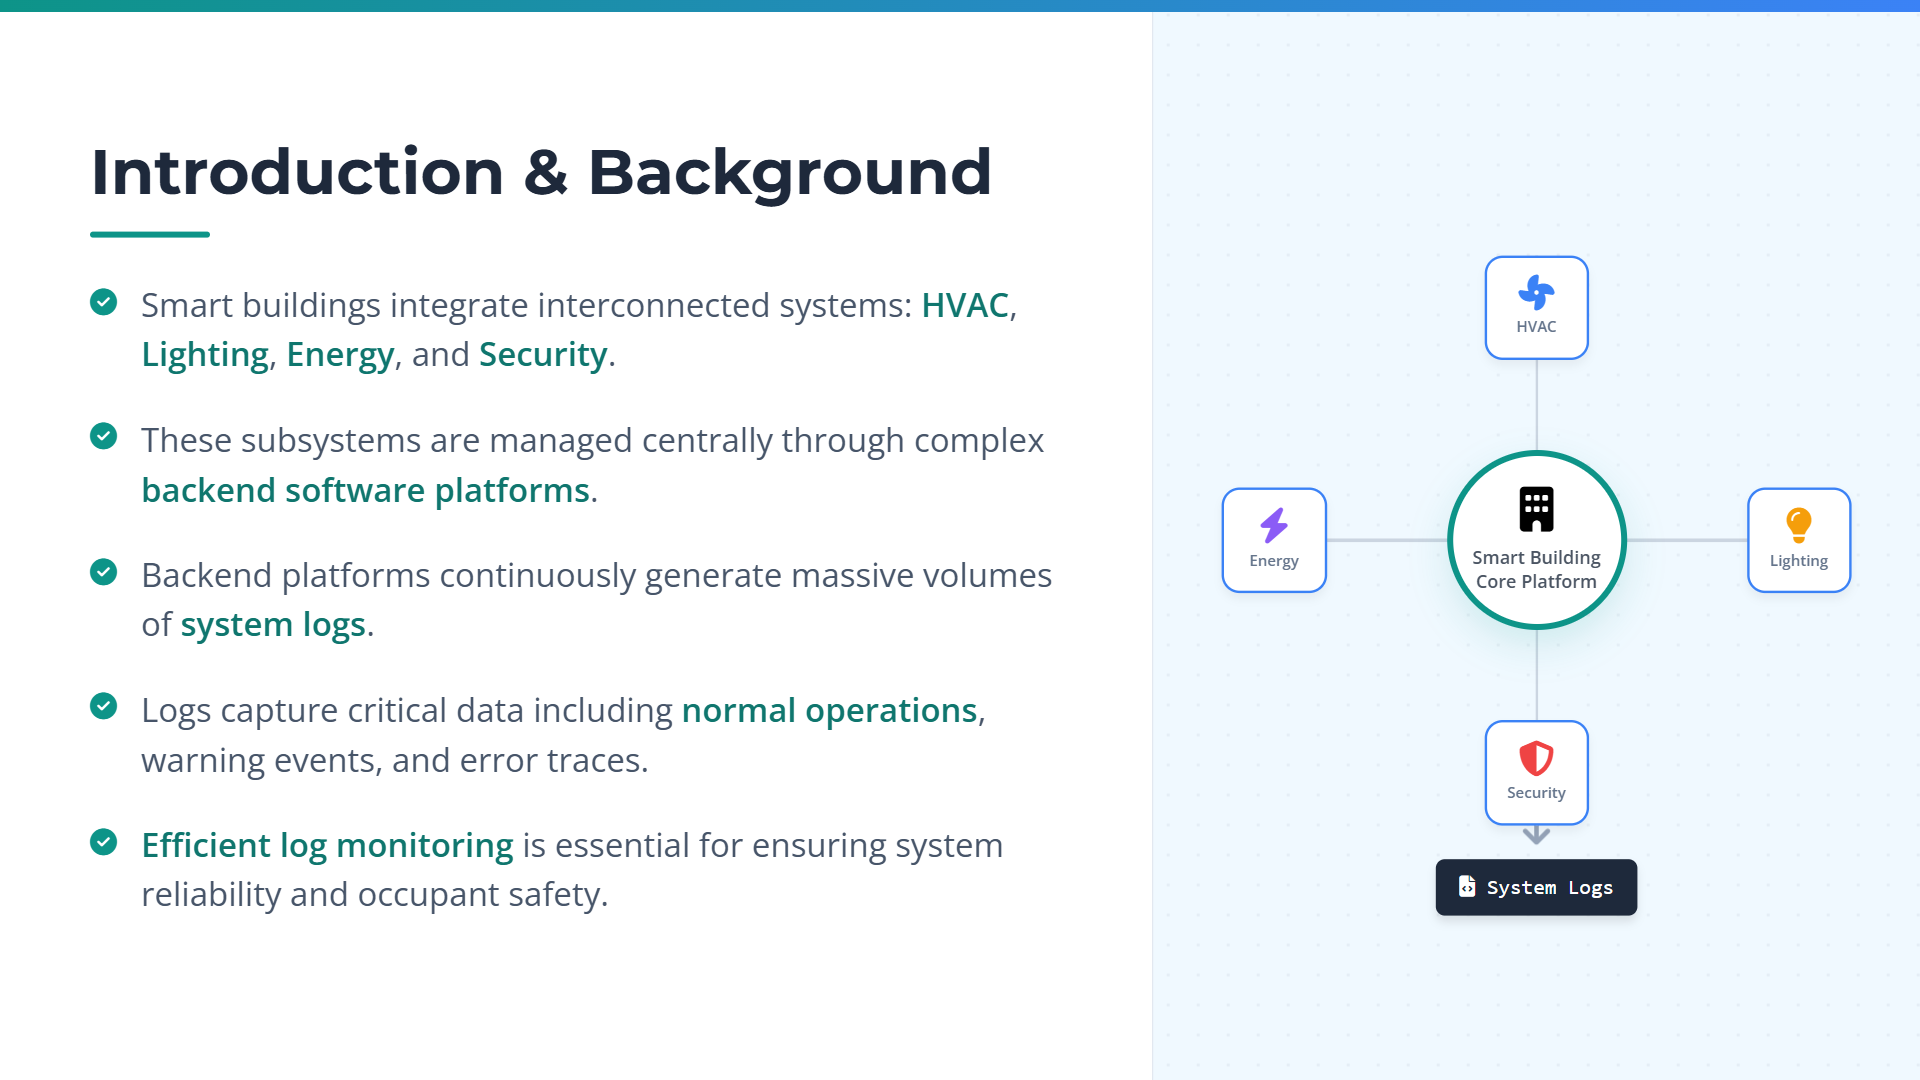 Introduction & Background
Smart buildings integrate interconnected systems: HVAC,
Lighting, Energy, and Security.
These subsystems are managed centrally through complex
backend software platforms.
Backend platforms continuously generate massive volumes
of system logs.
Logs capture critical data including normal operations,
warning events, and error traces.
Efficient log monitoring is essential for ensuring system
reliability and occupant safety.
HVAC
Energy
Smart Building
Core Platform
Lighting
Security
System Logs